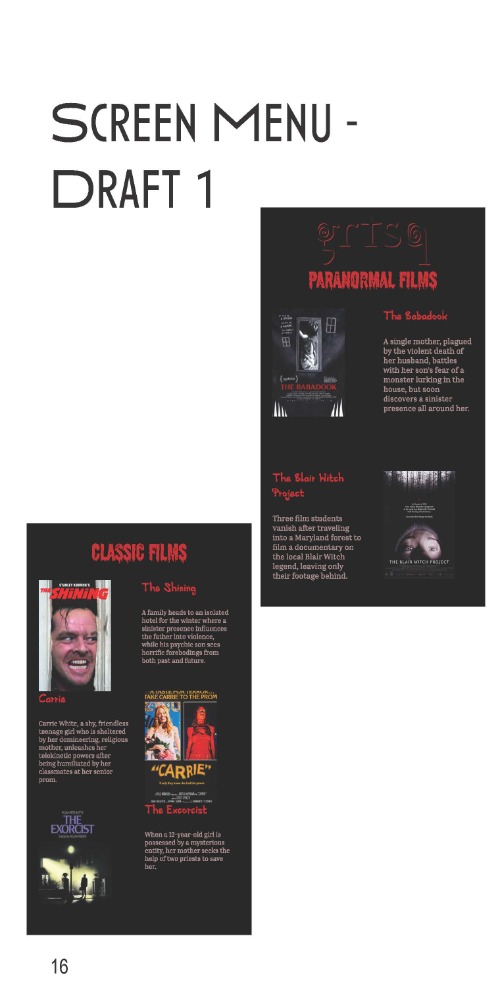 SCREEN MENU -
DRAFT 1
grisq
PARANORMAL FILMS
The Babadook
A single mother, plagued
by the violent death of
her husband, battles
with her son's fear of a
monster lurking in the
house, but soon
discovers a sinister
presence all around her.
THE BABADOOK
The Blair Witch
Project
Three film students
vanish after traveling
into a Maryland forest to
film a documentary on
the local Blair Witch
legend, leaving only
their footage behind.
THE BLAIR WITCH PROJECT
CLASSIC FILMS
STANLEY KUBRICK'S
THE SHiNiNG
The Shining
A family heads to an isolated
hotel for the winter where a
sinister presence influences
the father into violence,
while his psychic son sees
horrific forebodings from
both past and future.
Carrie
Carrie White, a shy, friendless
teenage girl who is sheltered
by her domineering, religious
mother, unleashes her
telekinetic powers after
being humiliated by her
classmates at her senior
prom.
TAKE CARRIE TO THE PROM
"CARRIE"
THE
EXORCIST
The Excorcist
When a 12-year-old girl is
possessed by a mysterious
entity, her mother seeks the
help of two priests to save
her.
16